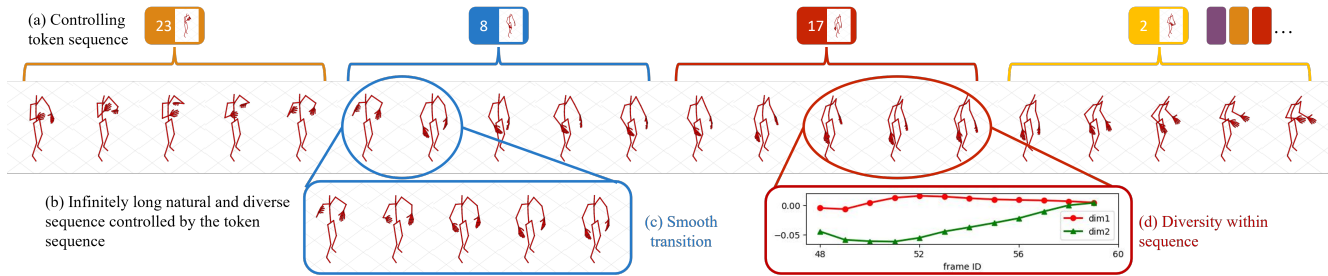 (a) Controlling
token sequence
23
8
17
2
...
(b) Infinitely long natural and diverse
sequence controlled by the token
sequence
(c) Smooth
transition
0.00
−0.05
48
52
56
60
frame ID
dim1
dim2
(d) Diversity within
sequence